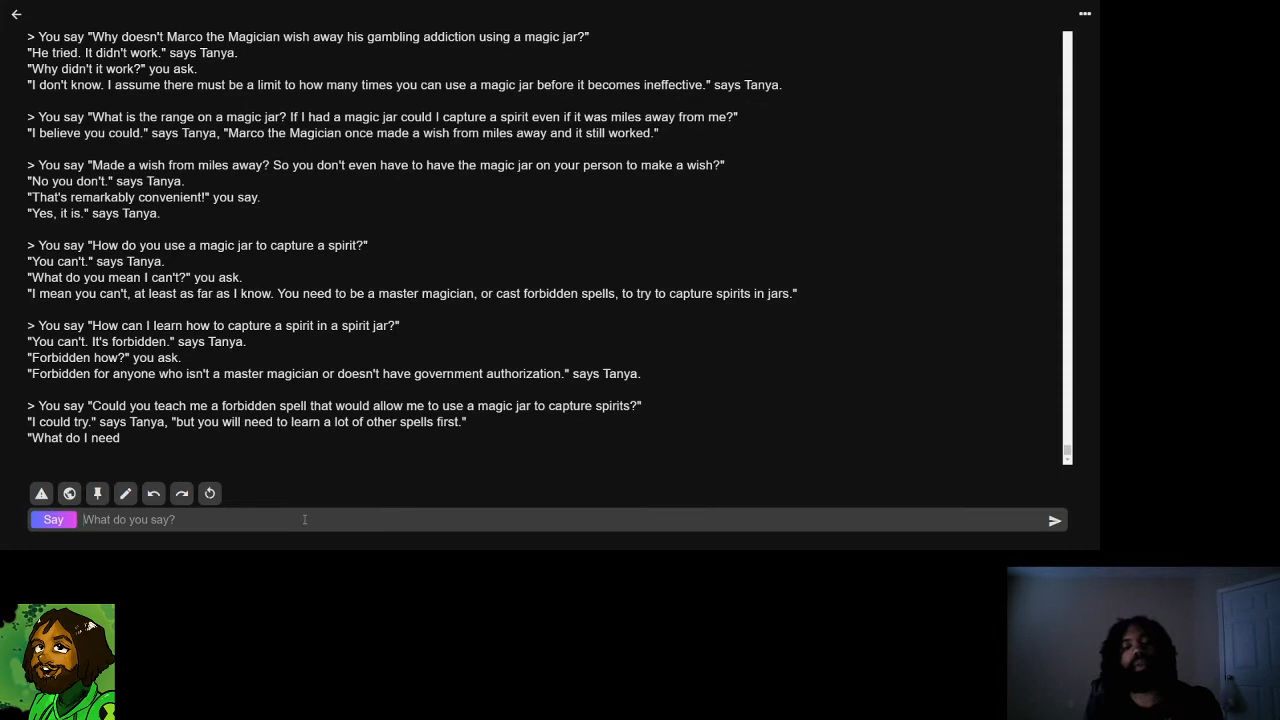 > You say "Why doesn't Marco the Magician wish away his gambling addiction using a magic jar?"
"He tried. It didn't work." says Tanya.
"Why didn't it work?" you ask.
"I don't know. I assume there must be a limit to how many times you can use a magic jar before it becomes ineffective." says Tanya.
> You say "What is the range on a magic jar? If I had a magic jar could I capture a spirit even if it was miles away from me?"
"I believe you could." says Tanya, "Marco the Magician once made a wish from miles away and it still worked."
> You say "Made a wish from miles away? So you don't even have to have the magic jar on your person to make a wish?"
"No you don't." says Tanya.
"That's remarkably convenient!" you say.
"Yes, it is." says Tanya.
> You say "How do you use a magic jar to capture a spirit?"
"You can't." says Tanya.
"What do you mean I can't?" you ask.
"I mean you can't, at least as far as I know. You need to be a master magician, or cast forbidden spells, to try to capture spirits in jars."
> You say "How can I learn how to capture a spirit in a spirit jar?"
"You can't. It's forbidden." says Tanya.
"Forbidden how?" you ask.
"Forbidden for anyone who isn't a master magician or doesn't have government authorization." says Tanya.
> You say "Could you teach me a forbidden spell that would allow me to use a magic jar to capture spirits?"
"I could try." says Tanya, "but you will need to learn a lot of other spells first."
"What do I need
Say What do you say?